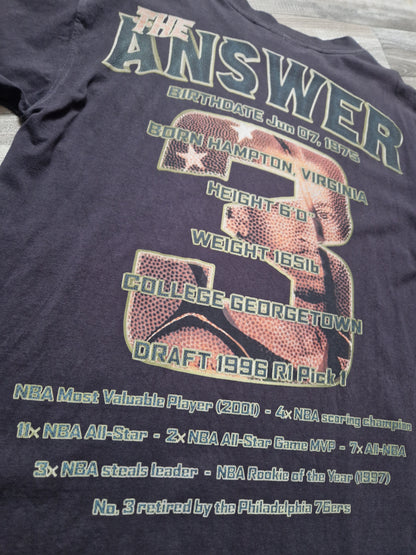 THE
ANSWER
BIRTHDATE Jun 07, 1975
BORN HAMPTON, VIRGINIA
3
HEIGHT 6'0"
WEIGHT 165lb
COLLEGE GEORGETOWN
DRAFT 1996 R1 Pick 1
NBA Most Valuable Player (2001) - 4x NBA scoring champion
11x NBA All-Star - 2x NBA All-Star Game MVP - 7x All-NBA
3x NBA steals leader - NBA Rookie of the Year (1997)
No. 3 retired by the Philadelphia 76ers